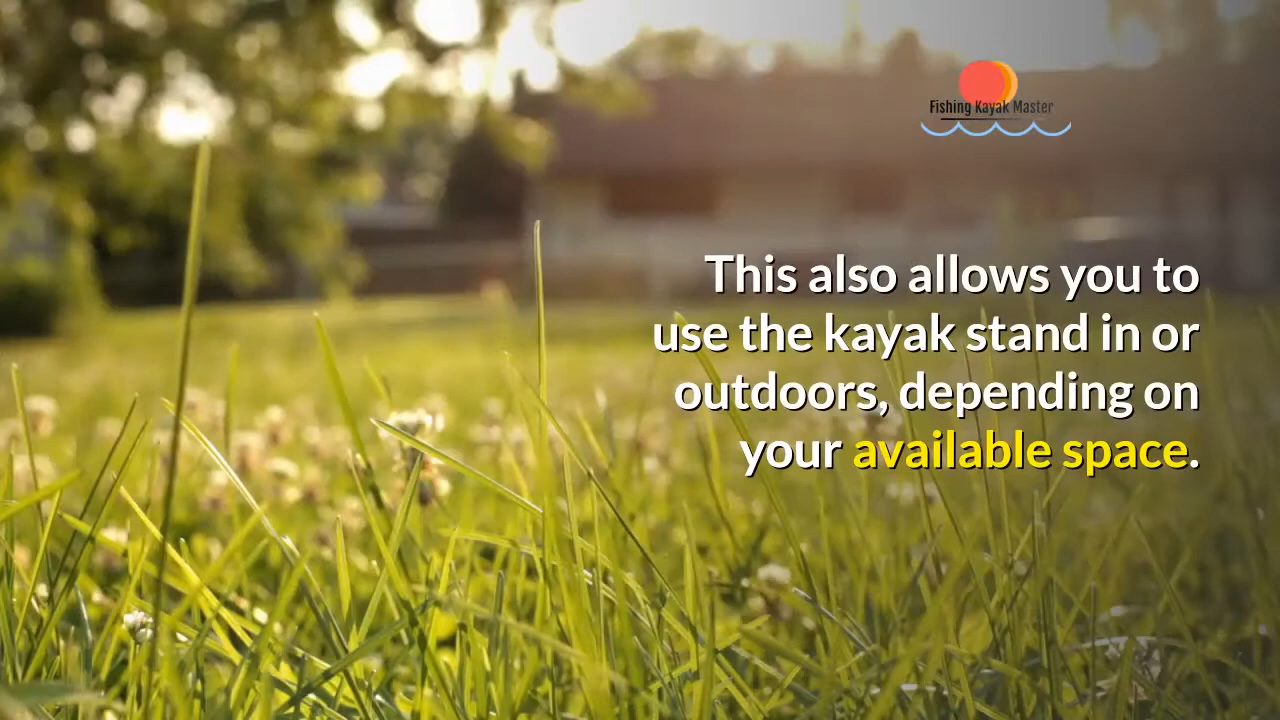 Fishing Kayak Master
This also allows you to
use the kayak stand in or
outdoors, depending on
your available space.